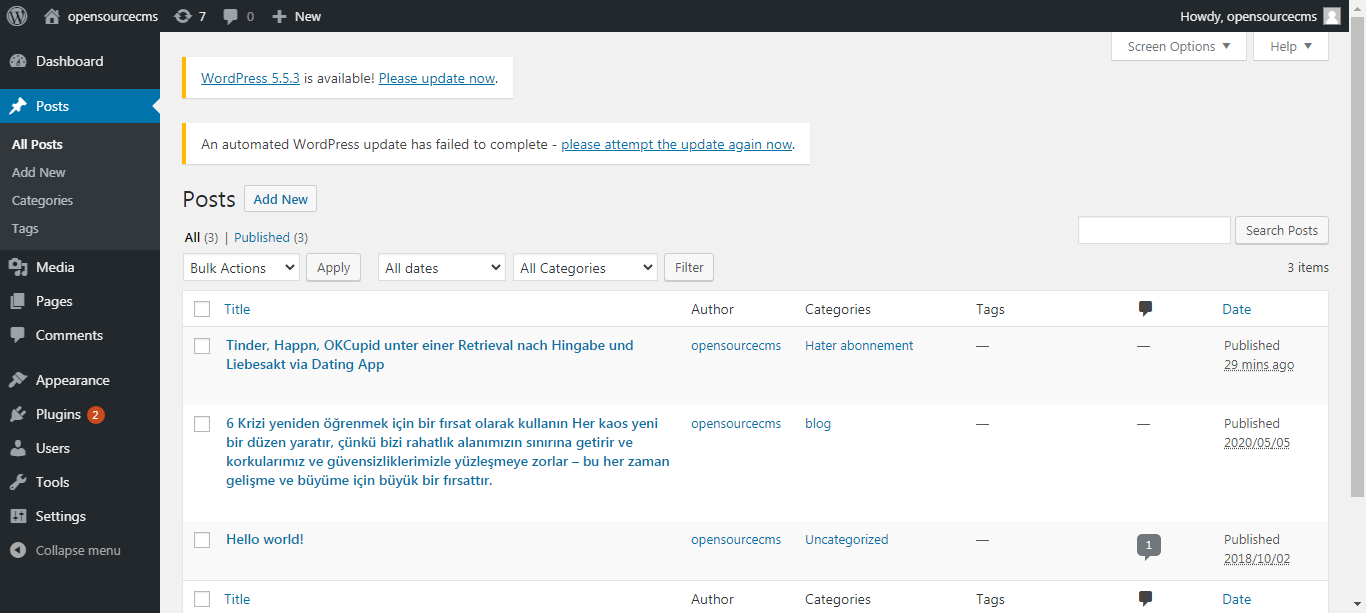 opensourcecms 7 0 New Howdy, opensourcecms
Screen Options Help
Dashboard
Posts
All Posts
Add New
Categories
Tags
Media
Pages
Comments
Appearance
Plugins 2
Users
Tools
Settings
Collapse menu
WordPress 5.5.3 is available! Please update now.
An automated WordPress update has failed to complete - please attempt the update again now.
Posts Add New
All (3) | Published (3)
Search Posts
Bulk Actions Apply All dates All Categories Filter 3 items
Title Author Categories Tags Date
Tinder, Happn, OKCupid unter einer Retrieval nach Hingabe und opensourcecms Hater abonnement — — Published
Liebesakt via Dating App 29 mins ago
6 Krizi yeniden öğrenmek için bir fırsat olarak kullanın Her kaos yeni opensourcecms blog — — Published
bir düzen yaratır, çünkü bizi rahatlık alanımızın sınırına getirir ve 2020/05/05
korkularımız ve güvensizliklerimizle yüzleşmeye zorlar – bu her zaman
gelişme ve büyüme için büyük bir fırsattır.
Hello world! opensourcecms Uncategorized — 1 Published
2018/10/02
Title Author Categories Tags Date